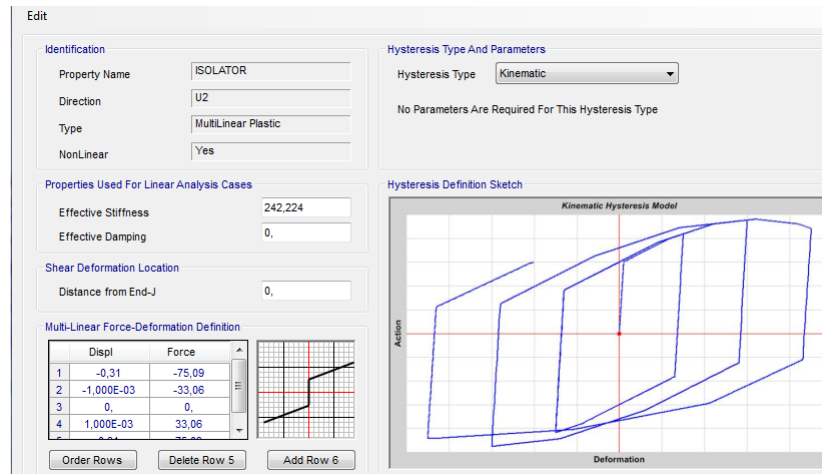 Edit
Identification
Property Name ISOLATOR
Direction U2
Type MultiLinear Plastic
NonLinear Yes
Hysteresis Type And Parameters
Hysteresis Type Kinematic
No Parameters Are Required For This Hysteresis Type
Properties Used For Linear Analysis Cases
Effective Stiffness 242,224
Effective Damping 0,
Shear Deformation Location
Distance from End-J 0,
Multi-Linear Force-Deformation Definition
Displ Force
1 -0,31 -75,09
2 -1,000E-03 -33,06
3 0, 0,
4 1,000E-03 33,06
Order Rows Delete Row 5 Add Row 6
Hysteresis Definition Sketch
Kinematic Hysteresis Model
Action
Deformation